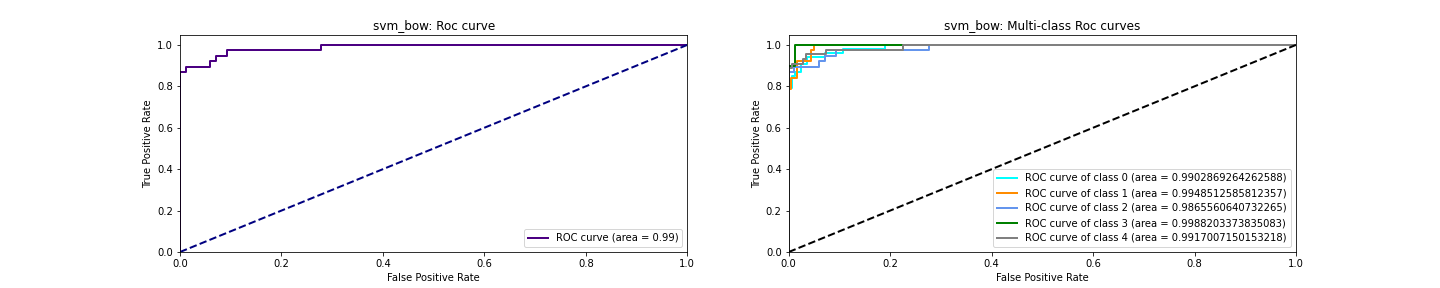 svm_bow: Roc curve
1.0
0.8
0.6
0.4
0.2
0.0
True Positive Rate
0.0 0.2 0.4 0.6 0.8 1.0
False Positive Rate
ROC curve (area = 0.99)
svm_bow: Multi-class Roc curves
1.0
0.8
0.6
0.4
0.2
0.0
True Positive Rate
0.0 0.2 0.4 0.6 0.8 1.0
False Positive Rate
ROC curve of class 0 (area = 0.9902869264262588)
ROC curve of class 1 (area = 0.9948512585812357)
ROC curve of class 2 (area = 0.9865560640732265)
ROC curve of class 3 (area = 0.9988203373835083)
ROC curve of class 4 (area = 0.9917007150153218)